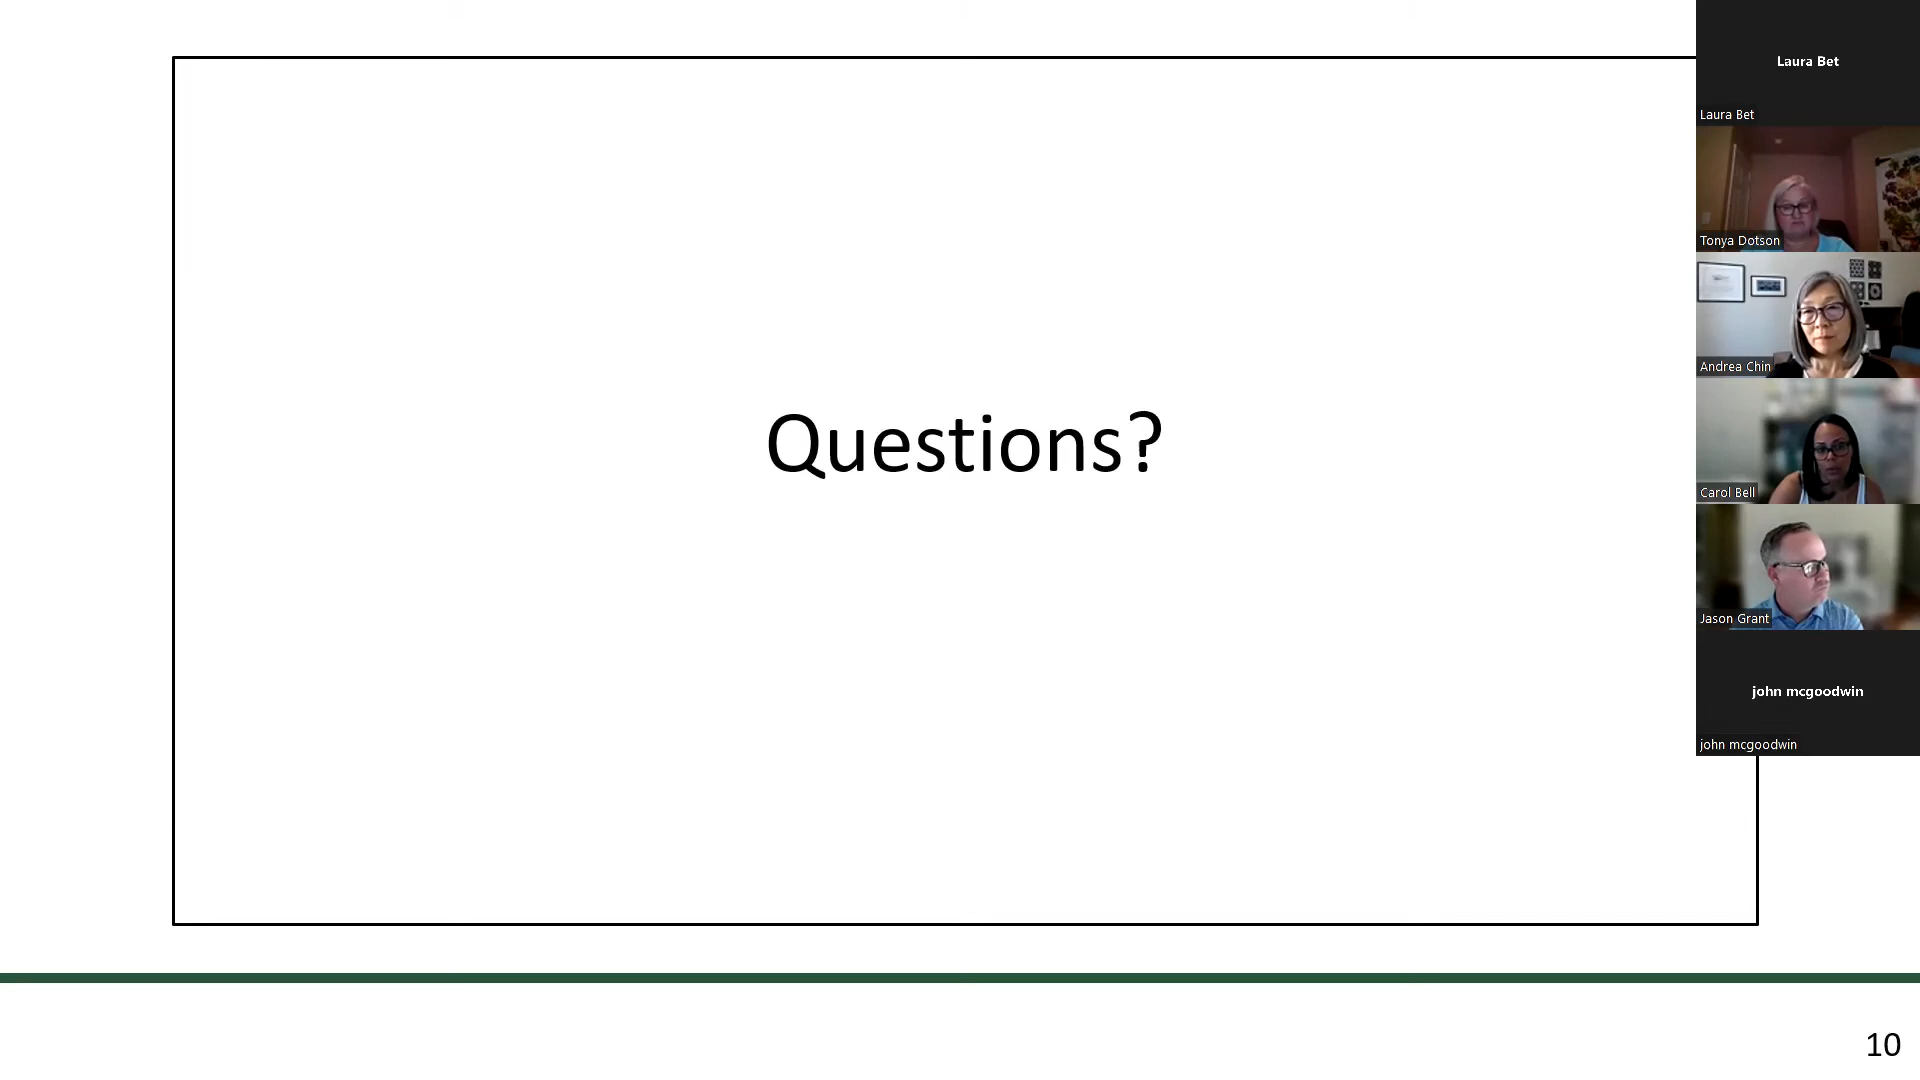 Questions?
Laura Bet
Laura Bet
Tonya Dotson
Andrea Chin
Carol Bell
Jason Grant
john mcgoodwin
john mcgoodwin
10